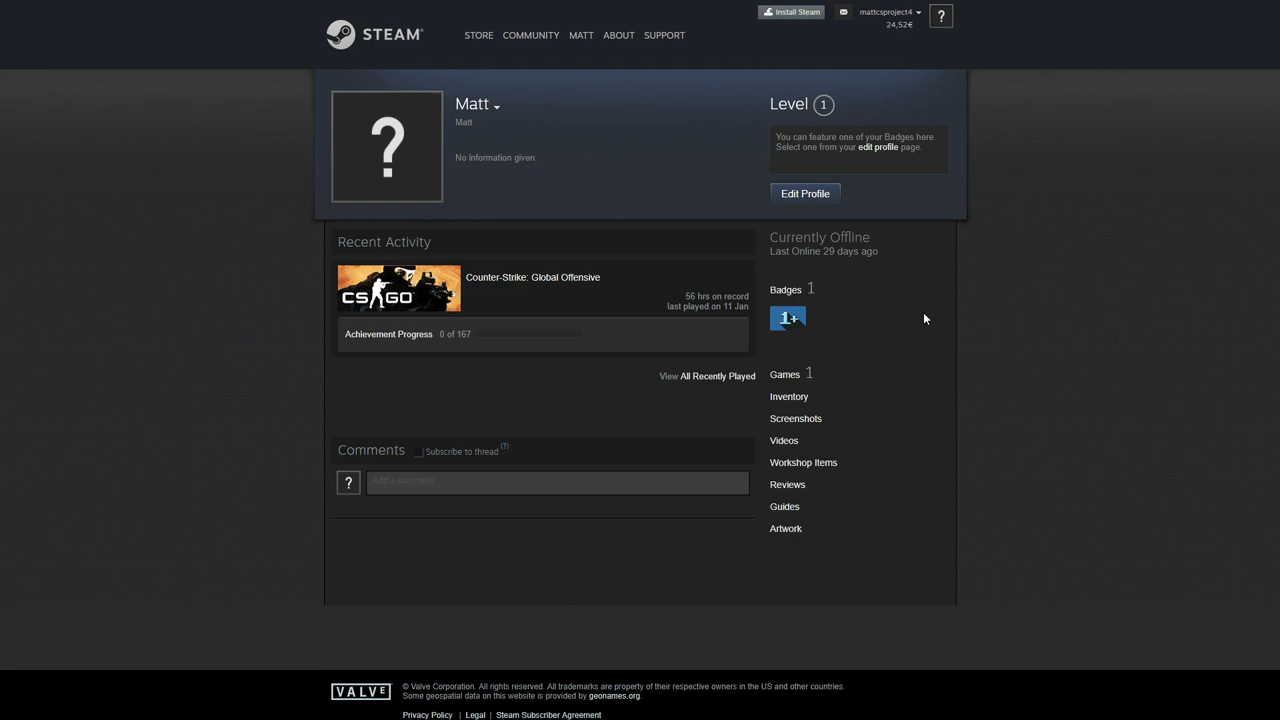 Install Steam
mattcsproject4
24,52€
?
STEAM®
STORE COMMUNITY MATT ABOUT SUPPORT
?
Matt
Matt
No information given.
Level 1
You can feature one of your Badges here.
Select one from your edit profile page.
Edit Profile
Recent Activity
CS GO
Counter-Strike: Global Offensive
56 hrs on record
last played on 11 Jan
Achievement Progress 0 of 167
View All Recently Played
Comments Subscribe to thread (?)
?
Add a comment
Currently Offline
Last Online 29 days ago
Badges 1
1+
Games 1
Inventory
Screenshots
Videos
Workshop Items
Reviews
Guides
Artwork
VALVE
© Valve Corporation. All rights reserved. All trademarks are property of their respective owners in the US and other countries.
Some geospatial data on this website is provided by geonames.org.
Privacy Policy | Legal | Steam Subscriber Agreement